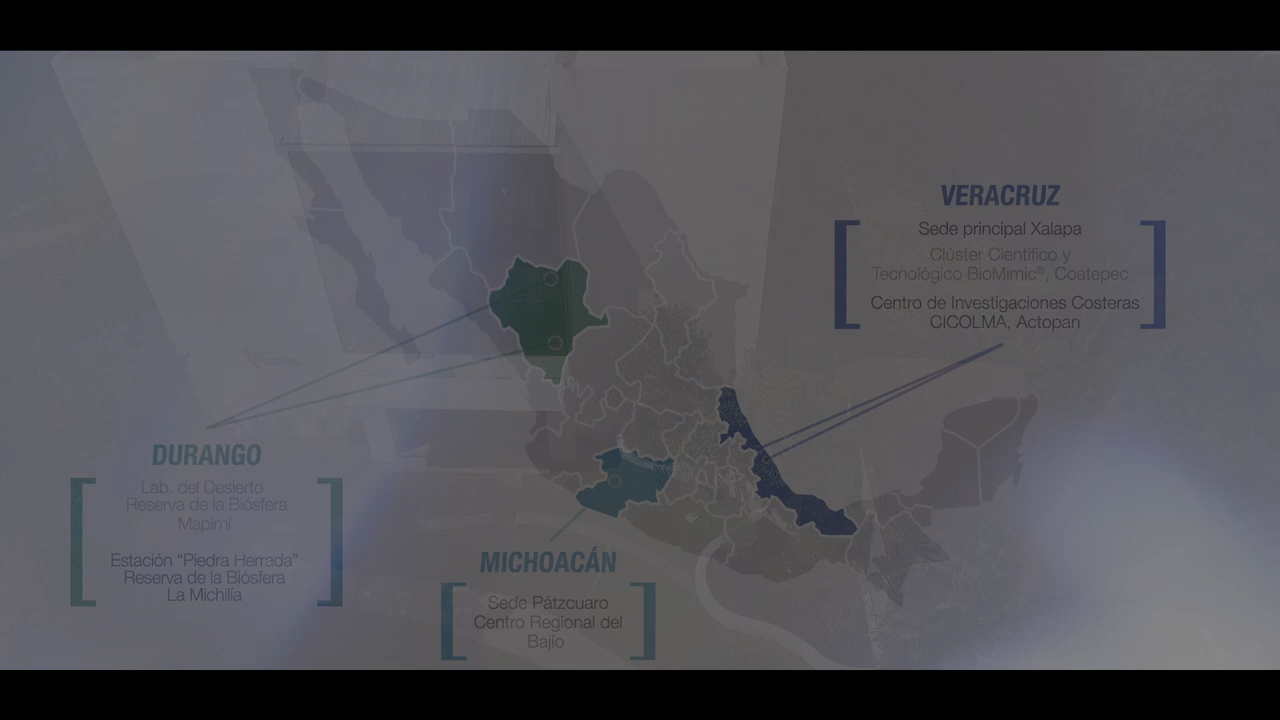 VERACRUZ
Sede principal Xalapa
Clúster Científico y
Tecnológico BioMimic®, Coatepec
Centro de Investigaciones Costeras
CICOLMA, Actopan
DURANGO
Lab. del Desierto
Reserva de la Biósfera
Mapimí
Estación “Piedra Herrada”
Reserva de la Biósfera
La Michilía
MICHOACÁN
Sede Pátzcuaro
Centro Regional del
Bajío